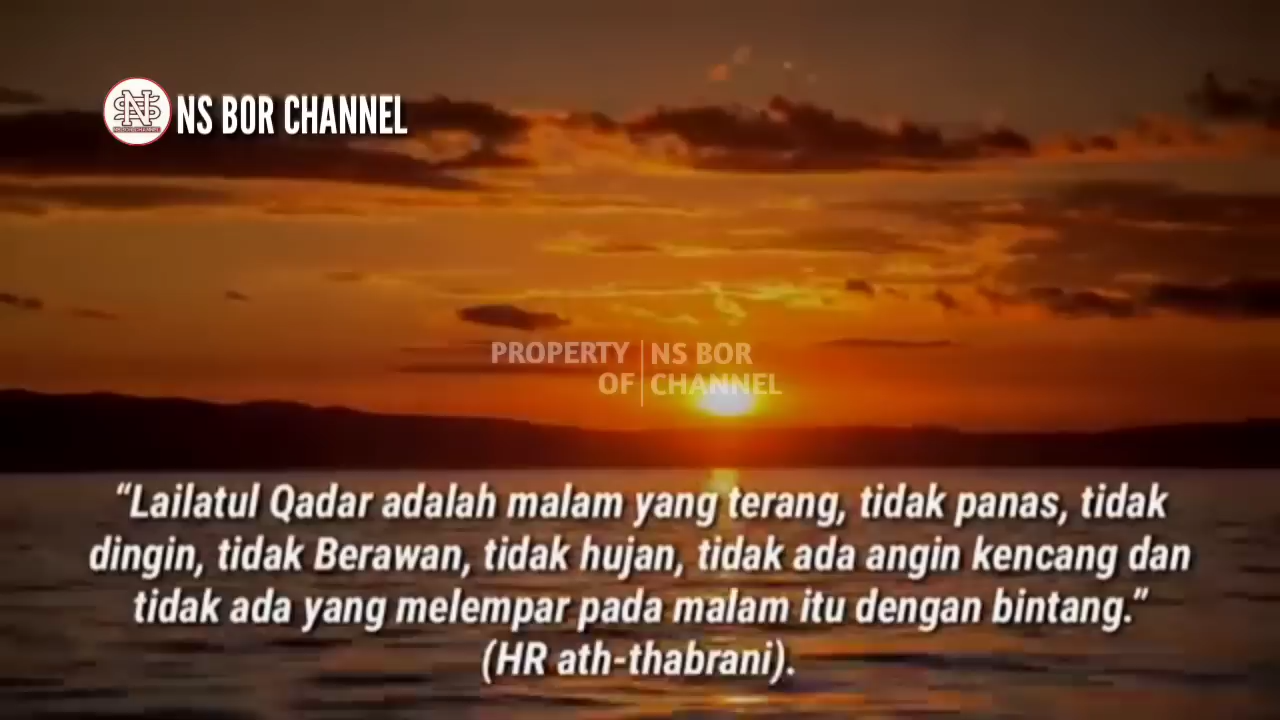 NS BOR CHANNEL
PROPERTY OF
NS BOR CHANNEL
“Lailatul Qadar adalah malam yang terang, tidak panas, tidak
dingin, tidak Berawan, tidak hujan, tidak ada angin kencang dan
tidak ada yang melempar pada malam itu dengan bintang.”
(HR ath-thabrani).